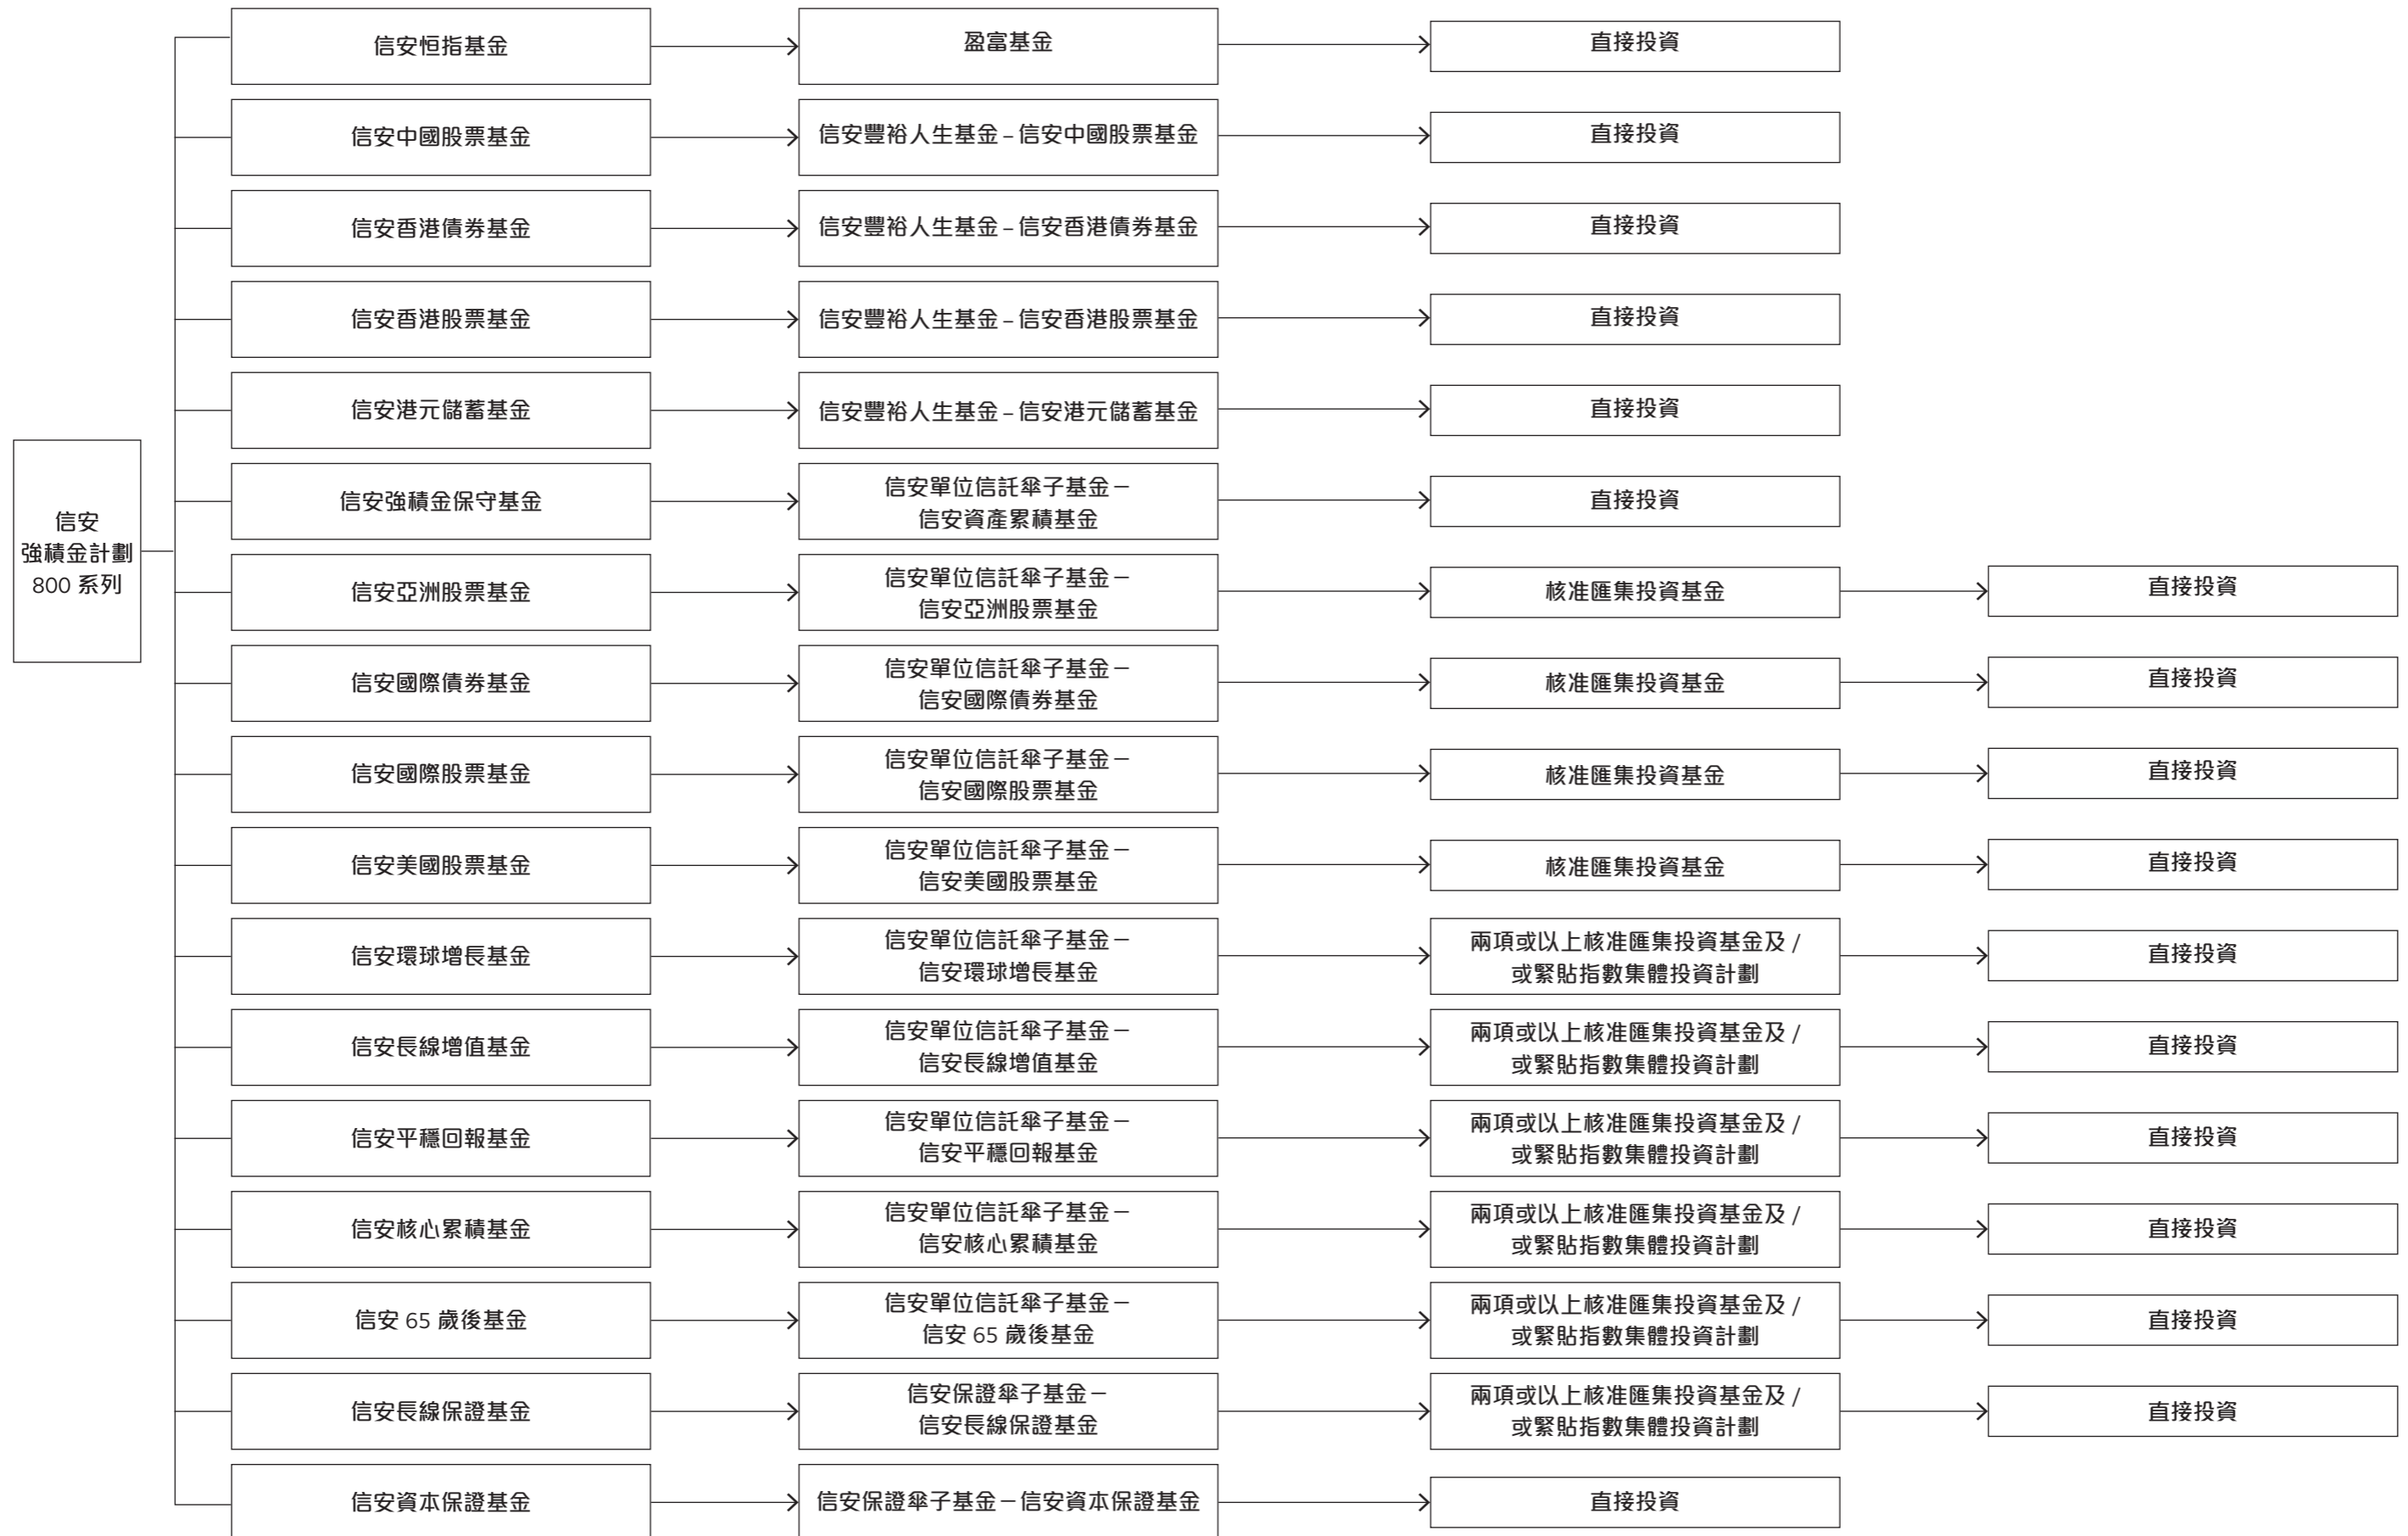 信安
強積金計劃
800 系列
信安恒指基金
盈富基金
直接投資
信安中國股票基金
信安豐裕人生基金 – 信安中國股票基金
直接投資
信安香港債券基金
信安豐裕人生基金 – 信安香港債券基金
直接投資
信安香港股票基金
信安豐裕人生基金 – 信安香港股票基金
直接投資
信安港元儲蓄基金
信安豐裕人生基金 – 信安港元儲蓄基金
直接投資
信安強積金保守基金
信安單位信託傘子基金－
信安資產累積基金
直接投資
信安亞洲股票基金
信安單位信託傘子基金－
信安亞洲股票基金
核准匯集投資基金
直接投資
信安國際債券基金
信安單位信託傘子基金－
信安國際債券基金
核准匯集投資基金
直接投資
信安國際股票基金
信安單位信託傘子基金－
信安國際股票基金
核准匯集投資基金
直接投資
信安美國股票基金
信安單位信託傘子基金－
信安美國股票基金
核准匯集投資基金
直接投資
信安環球增長基金
信安單位信託傘子基金－
信安環球增長基金
兩項或以上核准匯集投資基金及 /
或緊貼指數集體投資計劃
直接投資
信安長線增值基金
信安單位信託傘子基金－
信安長線增值基金
兩項或以上核准匯集投資基金及 /
或緊貼指數集體投資計劃
直接投資
信安平穩回報基金
信安單位信託傘子基金－
信安平穩回報基金
兩項或以上核准匯集投資基金及 /
或緊貼指數集體投資計劃
直接投資
信安核心累積基金
信安單位信託傘子基金－
信安核心累積基金
兩項或以上核准匯集投資基金及 /
或緊貼指數集體投資計劃
直接投資
信安 65 歲後基金
信安單位信託傘子基金－
信安 65 歲後基金
兩項或以上核准匯集投資基金及 /
或緊貼指數集體投資計劃
直接投資
信安長線保證基金
信安保證傘子基金－
信安長線保證基金
兩項或以上核准匯集投資基金及 /
或緊貼指數集體投資計劃
直接投資
信安資本保證基金
信安保證傘子基金－信安資本保證基金
直接投資